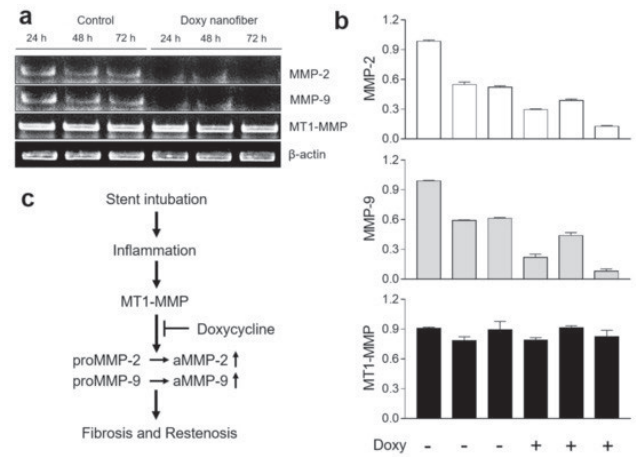 a
Control Doxy nanofiber
24 h 48 h 72 h 24 h 48 h 72 h
MMP-2
MMP-9
MT1-MMP
β-actin
b
1.2
0.9
0.6
0.3
0.0
MMP-2
1.2
0.9
0.6
0.3
0.0
MMP-9
1.2
0.9
0.6
0.3
0.0
MT1-MMP
Doxy - - - + + +
c
Stent intubation
Inflammation
MT1-MMP
Doxycycline
proMMP-2 → aMMP-2 ↑
proMMP-9 → aMMP-9 ↑
Fibrosis and Restenosis